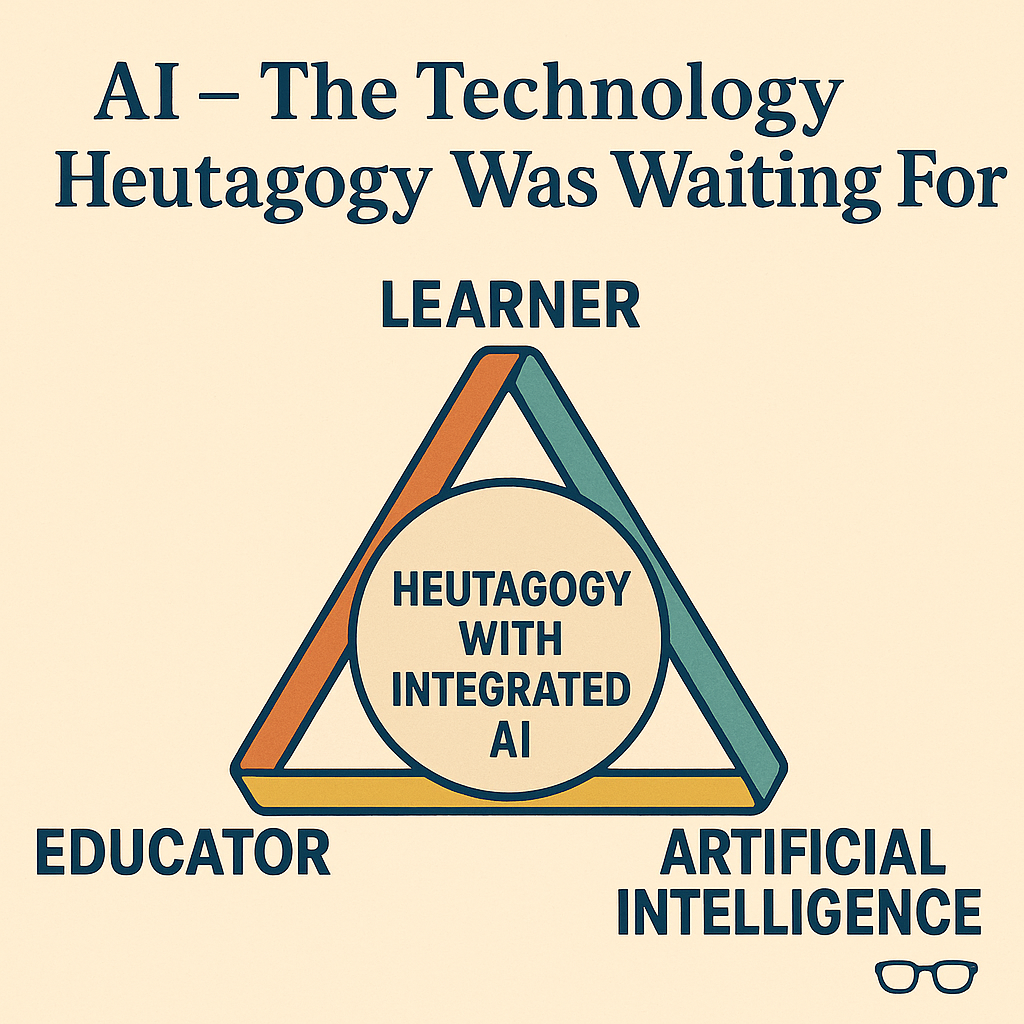 AI – The Technology
Heutagogy Was Waiting For
LEARNER
HEUTAGOGY
WITH
INTEGRATED
AI
EDUCATOR
ARTIFICIAL
INTELLIGENCE